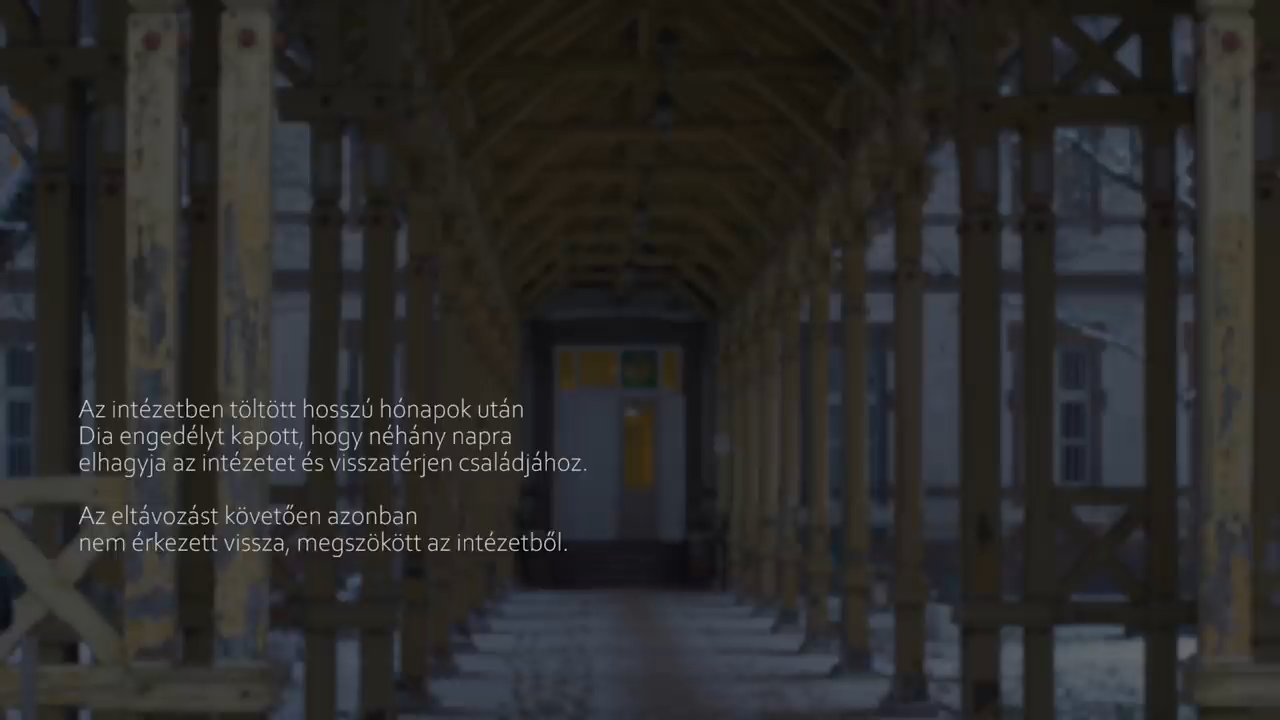 Az intézetben töltött hosszú hónapok után
Dia engedélyt kapott, hogy néhány napra
elhagyja az intézetet és visszatérjen családjához.
Az eltávozást követően azonban
nem érkezett vissza, megszökött az intézetből.